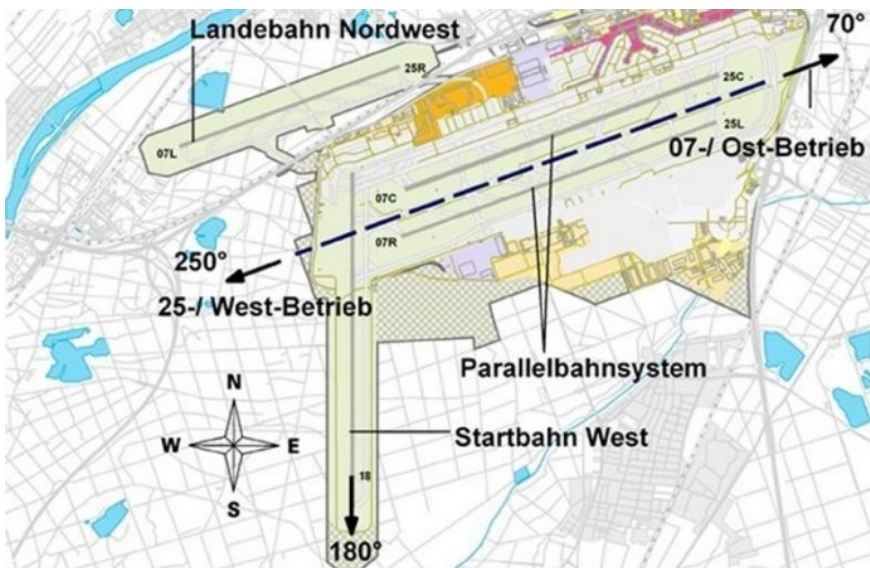 Landebahn Nordwest
70°
25R
25C
25L
07-/ Ost-Betrieb
07L
07C
07R
250°
25-/ West-Betrieb
Parallelbahnsystem
N
W
E
S
Startbahn West
18
180°